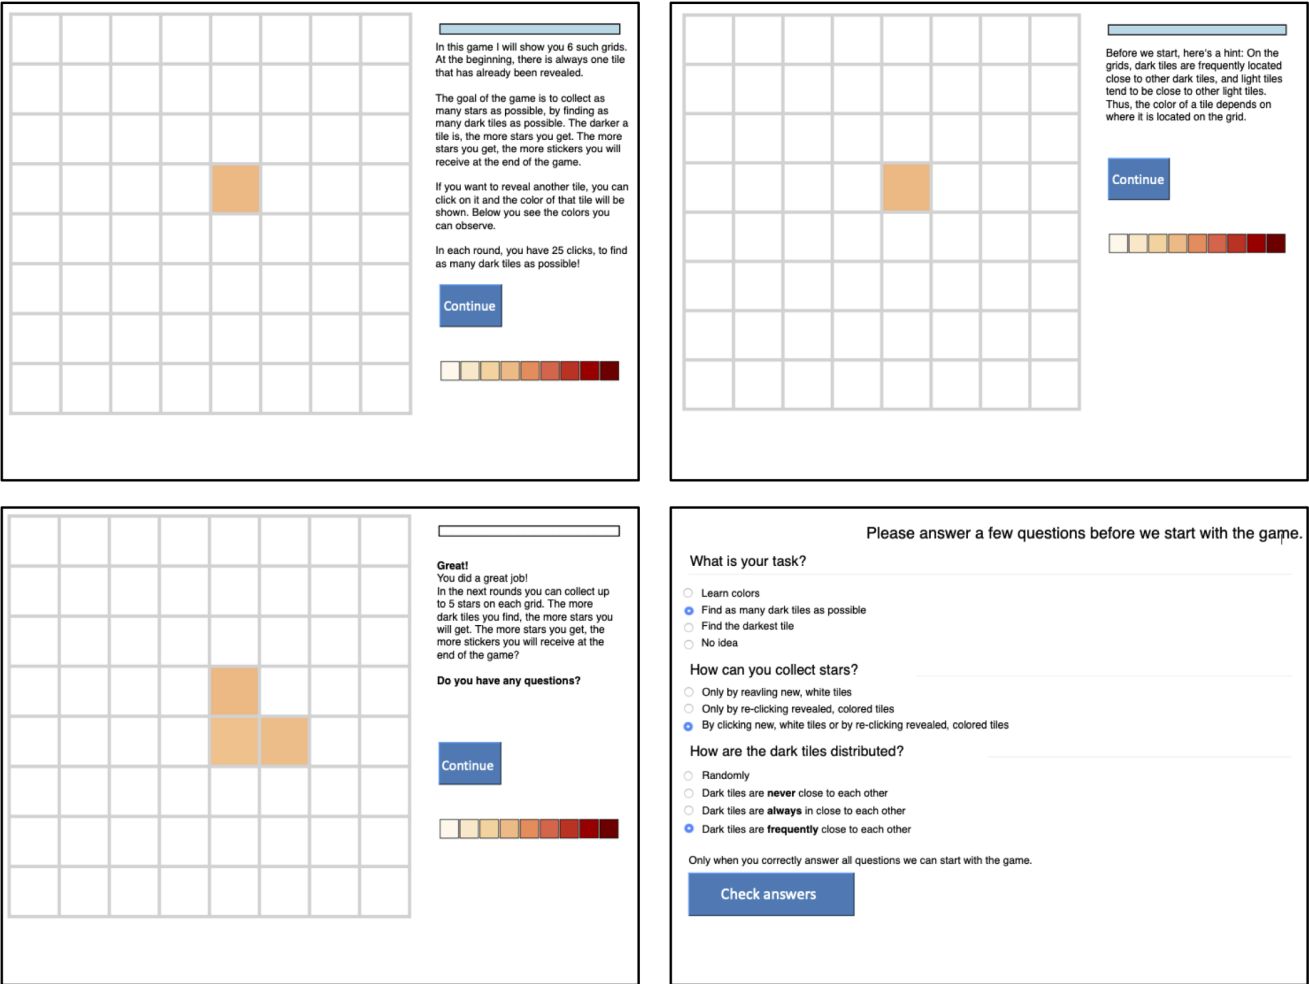 In this game I will show you 6 such grids.
At the beginning, there is always one tile
that has already been revealed.
The goal of the game is to collect as
many stars as possible, by finding as
many dark tiles as possible. The darker a
tile is, the more stars you get. The more
stars you get, the more stickers you will
receive at the end of the game.
If you want to reveal another tile, you can
click on it and the color of that tile will be
shown. Below you see the colors you
can observe.
In each round, you have 25 clicks, to find
as many dark tiles as possible!
Continue
Before we start, here's a hint: On the
grids, dark tiles are frequently located
close to other dark tiles, and light tiles
tend to be close to other light tiles.
Thus, the color of a tile depends on
where it is located on the grid.
Continue
Great!
You did a great job!
In the next rounds you can collect up
to 5 stars on each grid. The more
dark tiles you find, the more stars you
will get. The more stars you get, the
more stickers you will receive at the
end of the game?
Do you have any questions?
Continue
Please answer a few questions before we start with the game.
What is your task?
Learn colors
Find as many dark tiles as possible
Find the darkest tile
No idea
How can you collect stars?
Only by reavling new, white tiles
Only by re-clicking revealed, colored tiles
By clicking new, white tiles or by re-clicking revealed, colored tiles
How are the dark tiles distributed?
Randomly
Dark tiles are never close to each other
Dark tiles are always in close to each other
Dark tiles are frequently close to each other
Only when you correctly answer all questions we can start with the game.
Check answers